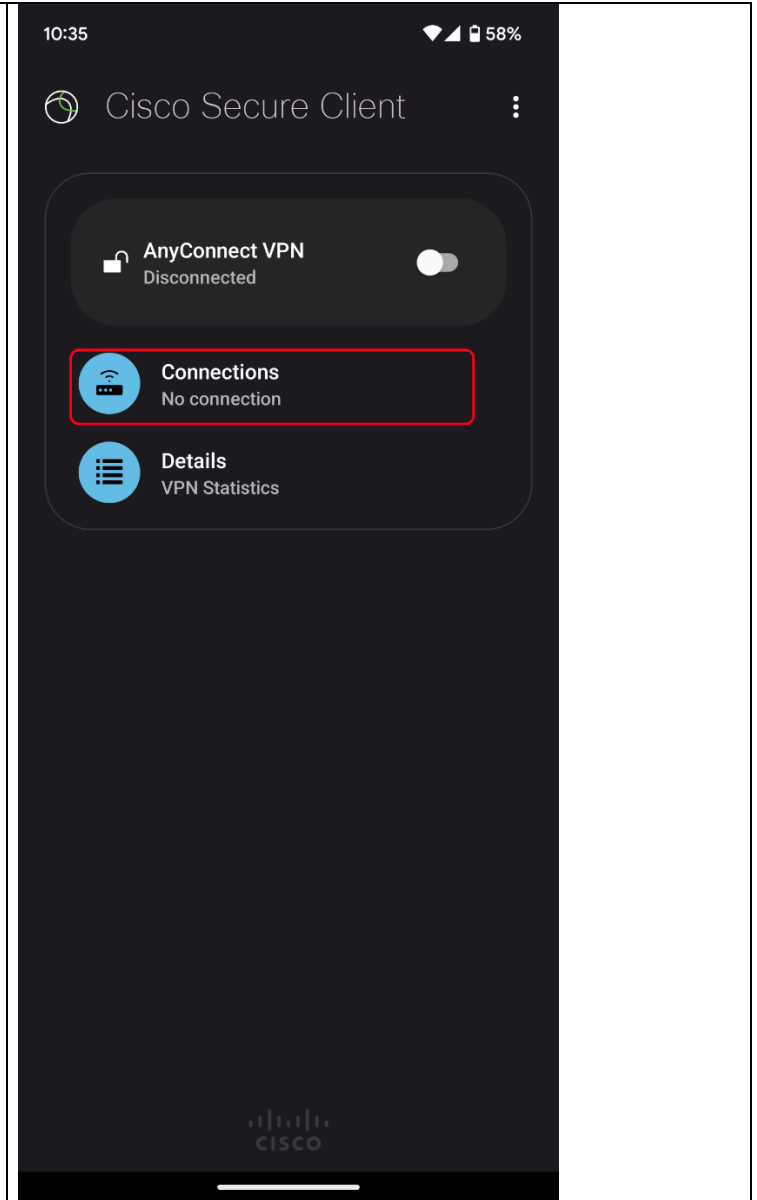 10:35
58%
Cisco Secure Client
AnyConnect VPN
Disconnected
Connections
No connection
Details
VPN Statistics
CISCO